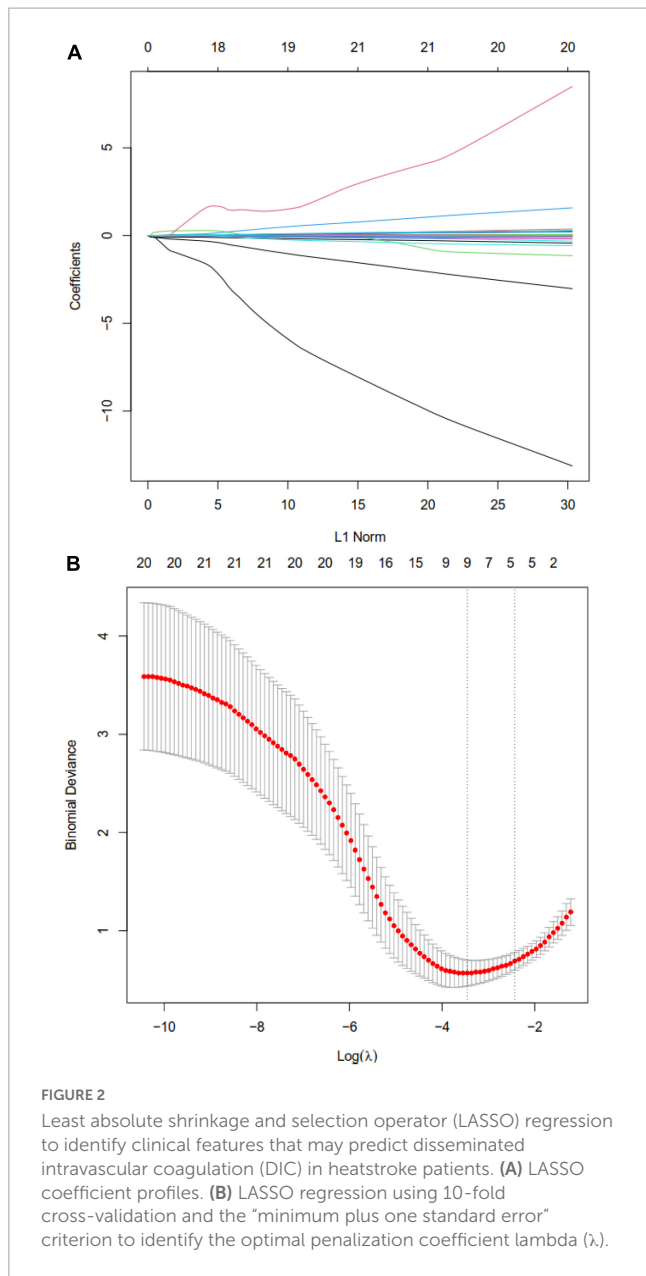 A
0 18 19 21 21 20 20
5
0
−5
−10
Coefficients
0 5 10 15 20 25 30
L1 Norm
B
20 20 21 21 21 20 20 19 16 15 9 9 7 5 5 2
4
3
2
1
Binomial Deviance
−10 −8 −6 −4 −2
Log(λ)
FIGURE 2
Least absolute shrinkage and selection operator (LASSO) regression
to identify clinical features that may predict disseminated
intravascular coagulation (DIC) in heatstroke patients. (A) LASSO
coefficient profiles. (B) LASSO regression using 10-fold
cross-validation and the “minimum plus one standard error”
criterion to identify the optimal penalization coefficient lambda (λ).